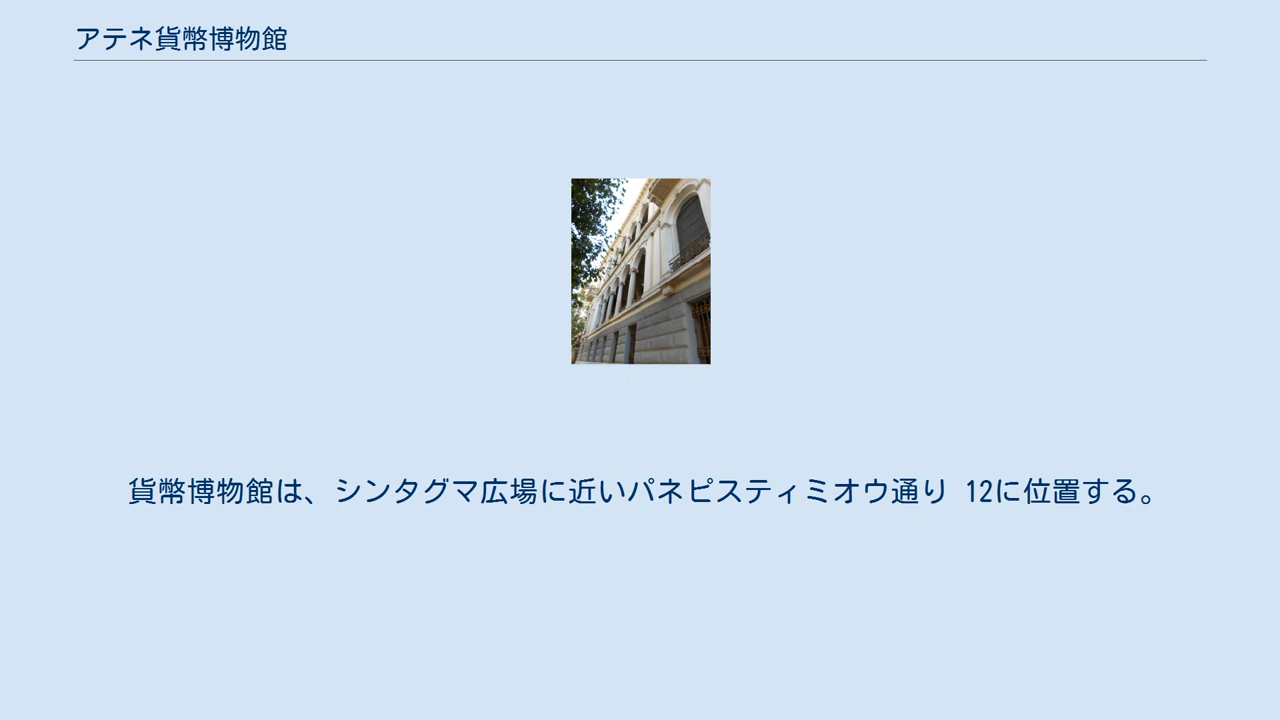 アテネ貨幣博物館
貨幣博物館は、シンタグマ広場に近いパネピスティミオウ通り 12に位置する。